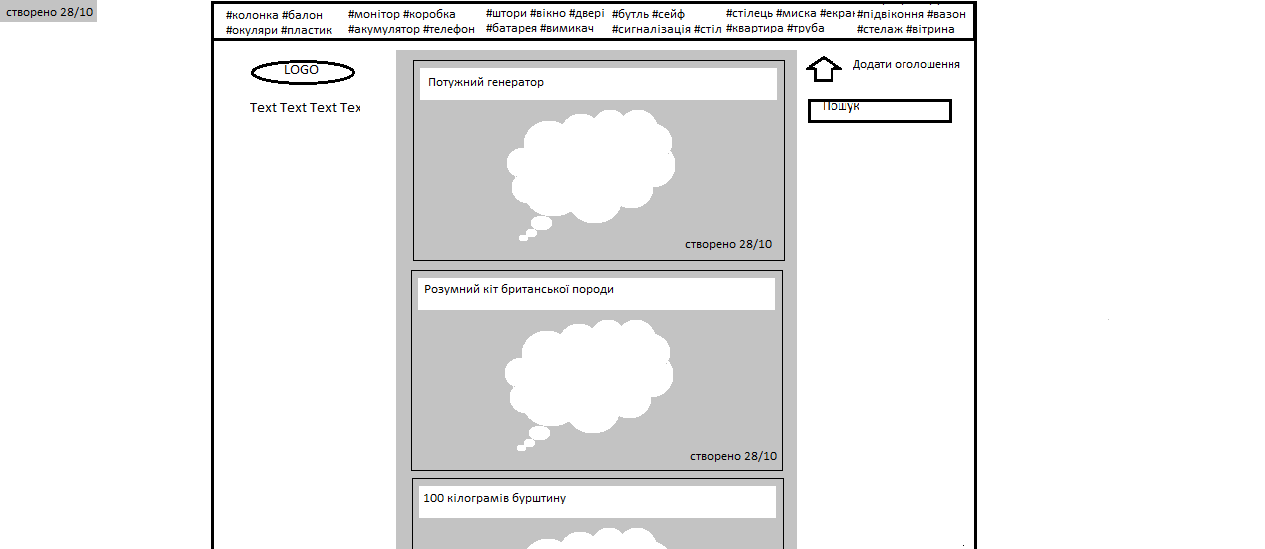 створено 28/10
#колонка #балон
#окуляри #пластик
#монітор #коробка
#акумулятор #телефон
#штори #вікно #двері
#батарея #вимикач
#бутль #сейф
#сигналізація #стіл
#стілець #миска #екран
#квартира #труба
#підвіконня #вазон
#стелаж #вітрина
LOGO
Text Text Text Tex
Потужний генератор
створено 28/10
Розумний кіт британської породи
створено 28/10
100 кілограмів бурштину
Додати оголошення
Пошук